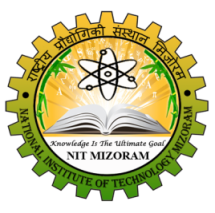 राष्ट्रीय प्रौद्योगिकी संस्थान मिजोरम
Knowledge Is The Ultimate Goal
NIT MIZORAM
NATIONAL INSTITUTE OF TECHNOLOGY MIZORAM